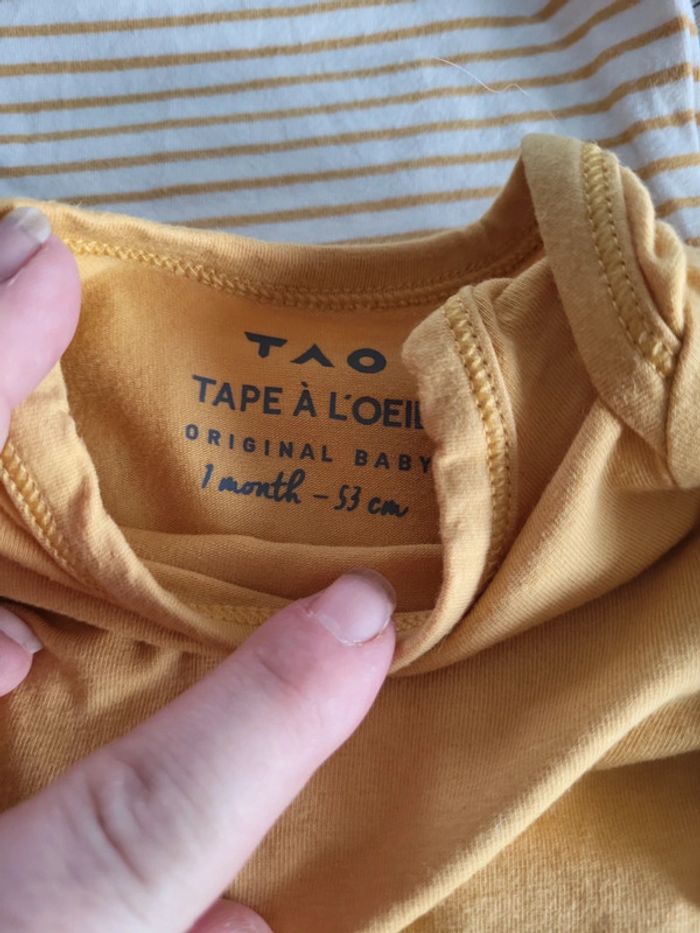 TAO
TAPE À L'OEIL
ORIGINAL BABY
1 month - 53 cm